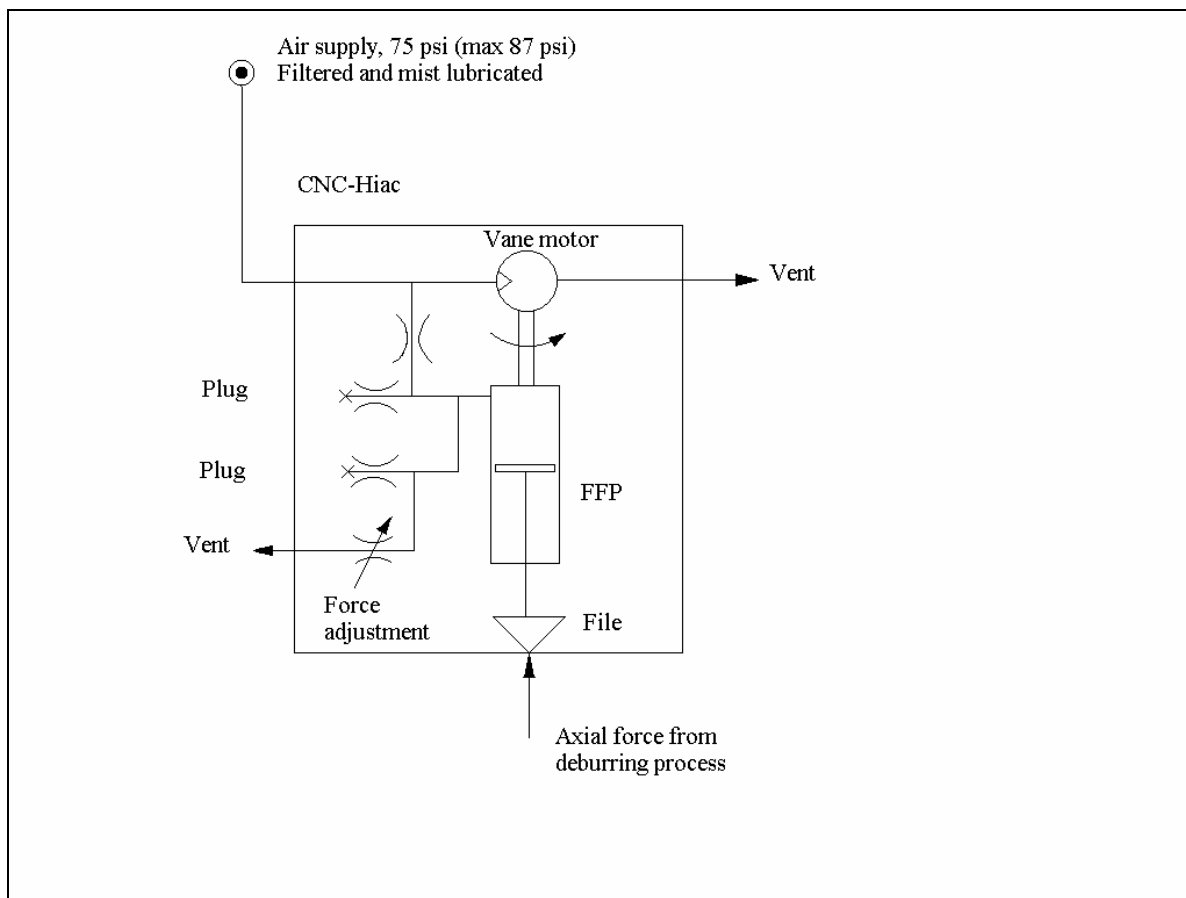 Air supply, 75 psi (max 87 psi)
Filtered and mist lubricated
CNC-Hiac
Vane motor
Vent
Plug
Plug
FFP
Vent
Force
adjustment
File
Axial force from
deburring process